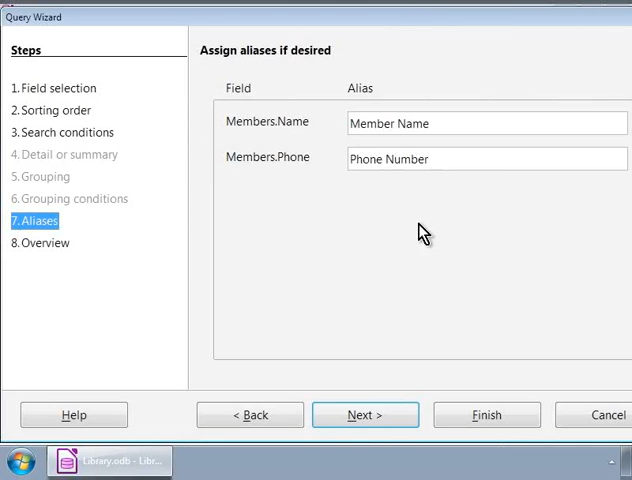 Query Wizard
Steps
1. Field selection
2. Sorting order
3. Search conditions
4. Detail or summary
5. Grouping
6. Grouping conditions
7. Aliases
8. Overview
Assign aliases if desired
Field Alias
Members.Name Member Name
Members.Phone Phone Number
Help < Back Next > Finish Cancel
Library.odb - Libr...